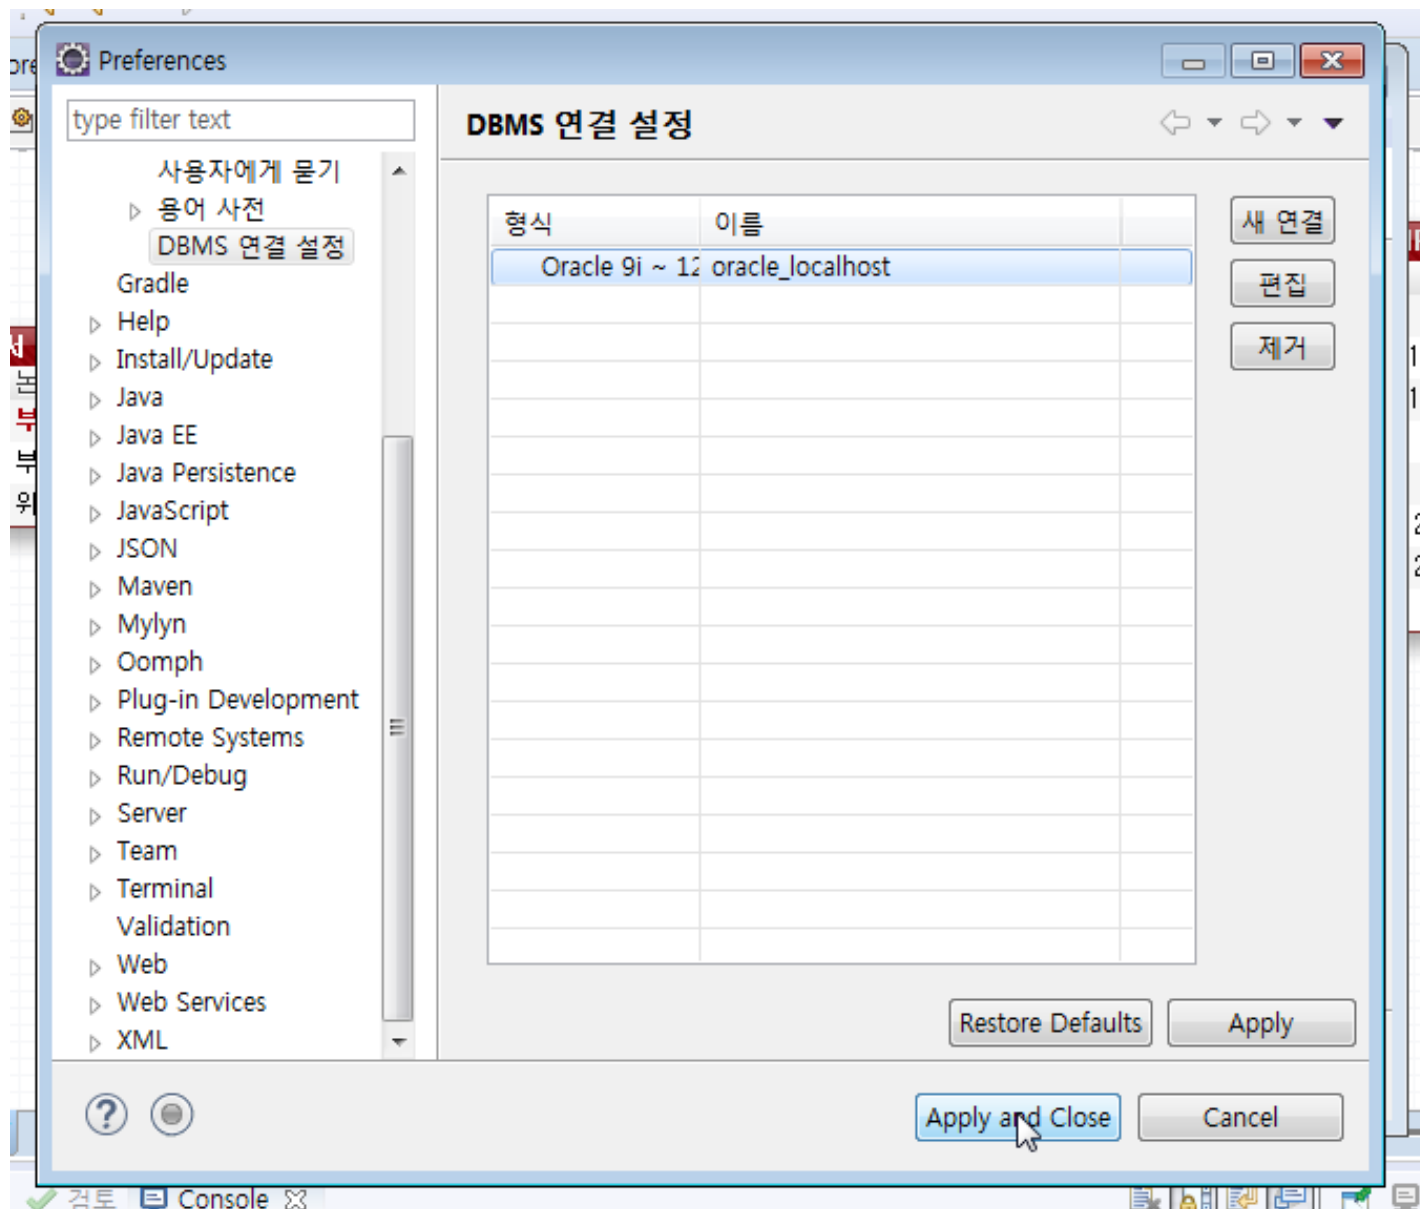 Preferences
type filter text
DBMS 연결 설정
사용자에게 묻기
용어 사전
DBMS 연결 설정
Gradle
Help
Install/Update
Java
Java EE
Java Persistence
JavaScript
JSON
Maven
Mylyn
Oomph
Plug-in Development
Remote Systems
Run/Debug
Server
Team
Terminal
Validation
Web
Web Services
XML
형식 이름
Oracle 9i ~ 12 oracle_localhost
새 연결
편집
제거
Restore Defaults Apply
Apply and Close Cancel
검토 Console